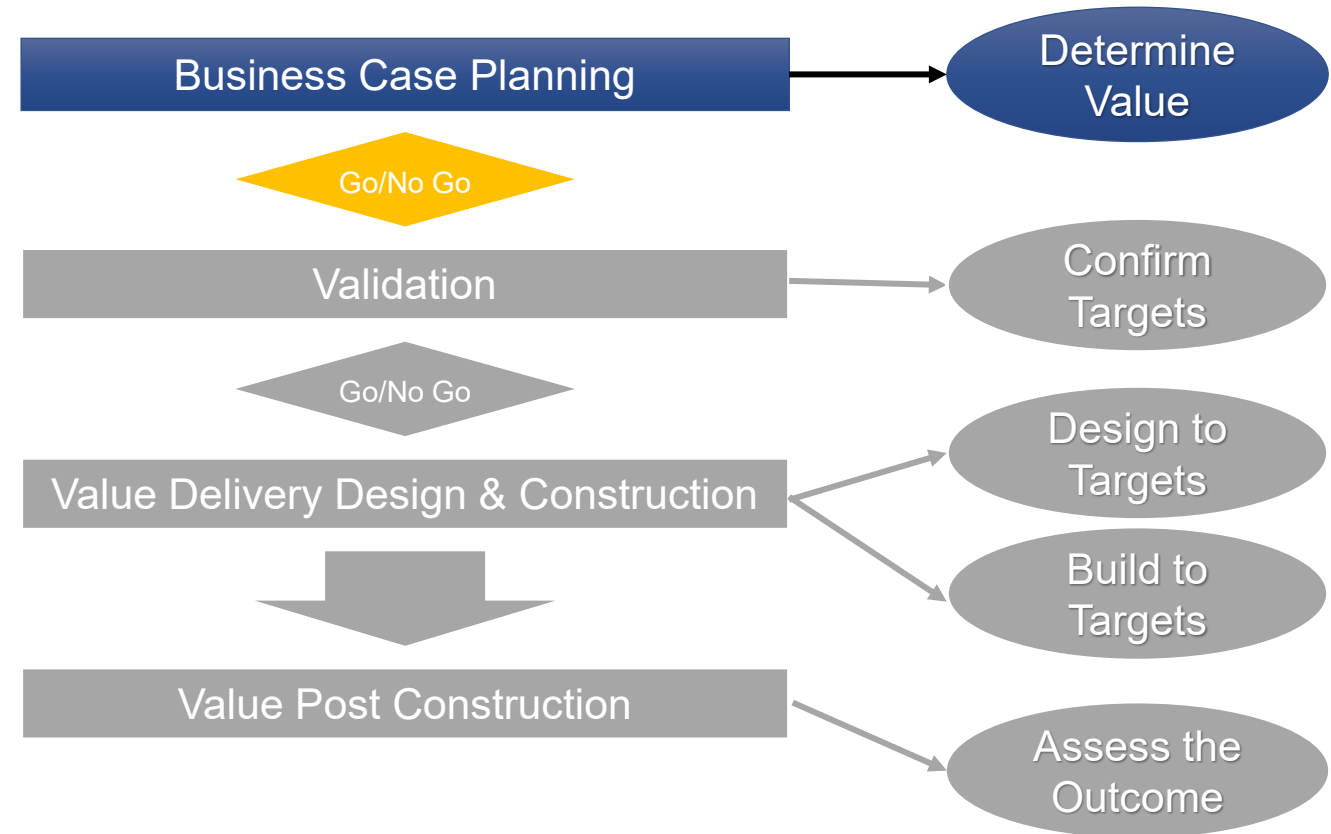 Business Case Planning
Determine
Value
Go/No Go
Validation
Confirm
Targets
Go/No Go
Value Delivery Design & Construction
Design to
Targets
Build to
Targets
Value Post Construction
Assess the
Outcome